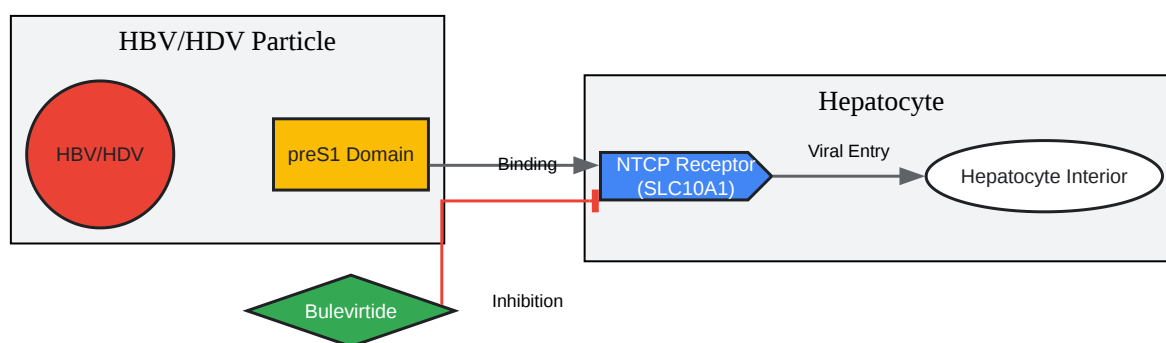 HBV/HDV Particle
HBV/HDV
preS1 Domain
Binding
Hepatocyte
NTCP Receptor
(SLC10A1)
Viral Entry
Hepatocyte Interior
Bulevirtide
Inhibition